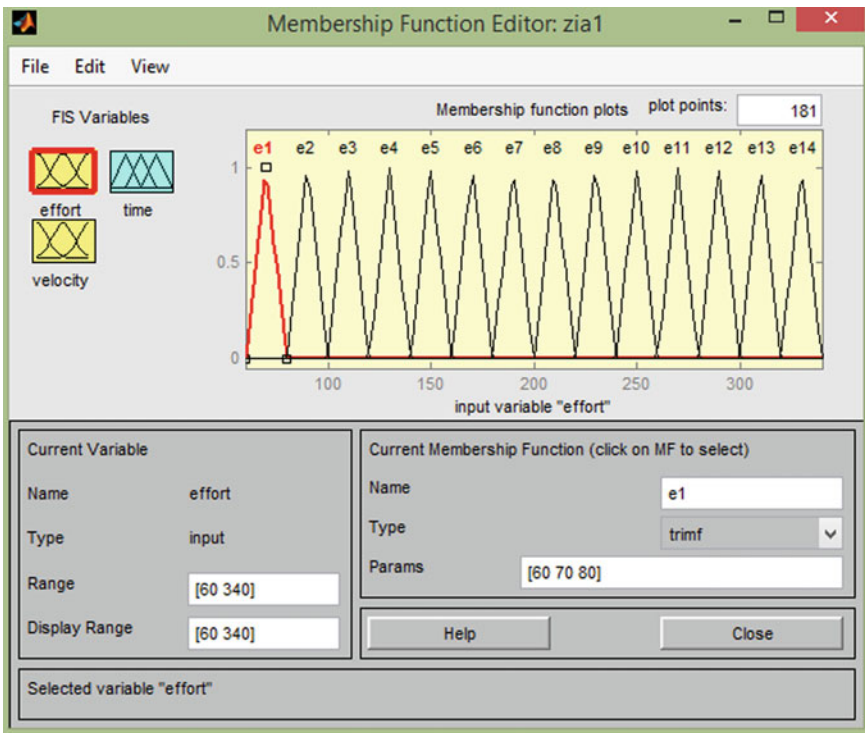 Membership Function Editor: zia1
File Edit View
FIS Variables
effort
time
velocity
Membership function plots
plot points:
181
e1 e2 e3 e4 e5 e6 e7 e8 e9 e10 e11 e12 e13 e14
1
0.5
0
100 150 200 250 300
input variable "effort"
Current Variable
Name effort
Type input
Range [60 340]
Display Range [60 340]
Current Membership Function (click on MF to select)
Name e1
Type trimf
Params [60 70 80]
Help Close
Selected variable "effort"